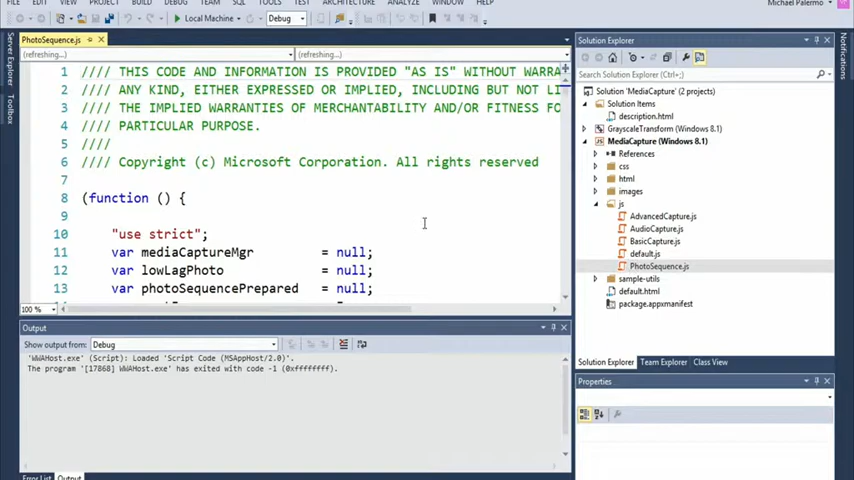 FILE EDIT VIEW PROJECT BUILD DEBUG TEAM SQL TOOLS TEST ARCHITECTURE ANALYZE WINDOW HELP Michael Palermo
Local Machine Debug
PhotoSequence.js
(refreshing...) (refreshing...)
1 //// THIS CODE AND INFORMATION IS PROVIDED "AS IS" WITHOUT WARRA
2 //// ANY KIND, EITHER EXPRESSED OR IMPLIED, INCLUDING BUT NOT LI
3 //// THE IMPLIED WARRANTIES OF MERCHANTABILITY AND/OR FITNESS FO
4 //// PARTICULAR PURPOSE.
5 ////
6 //// Copyright (c) Microsoft Corporation. All rights reserved
7
8 (function () {
9
10 "use strict";
11 var mediaCaptureMgr = null;
12 var lowLagPhoto = null;
13 var photoSequencePrepared = null;
100 %
Output
Show output from: Debug
'WWAHost.exe' (Script): Loaded 'Script Code (MSAppHost/2.0)'.
The program '[17868] WWAHost.exe' has exited with code -1 (0xffffffff).
Error List Output
Server Explorer
Toolbox
Solution Explorer
Search Solution Explorer (Ctrl+;)
Solution 'MediaCapture' (2 projects)
Solution Items
description.html
GrayscaleTransform (Windows 8.1)
MediaCapture (Windows 8.1)
References
css
html
images
js
AdvancedCapture.js
AudioCapture.js
BasicCapture.js
default.js
PhotoSequence.js
sample-utils
default.html
package.appxmanifest
Solution Explorer Team Explorer Class View
Properties
Notifications